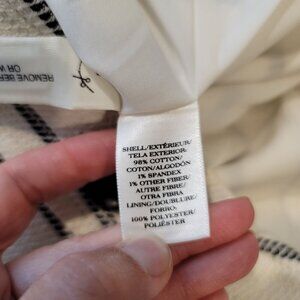 REMOVE BEF
OR W
SHELL/EXTÉRIEUR/
TELA EXTERIOR
98% COTTON/
COTON/ALGODÓN
1% SPANDEX
1% OTHER FIBER/
AUTRE FIBRE/
OTRA FIBRA
LINING/DOUBLURE/
FORRO:
100% POLYESTER/
POLIÉSTER